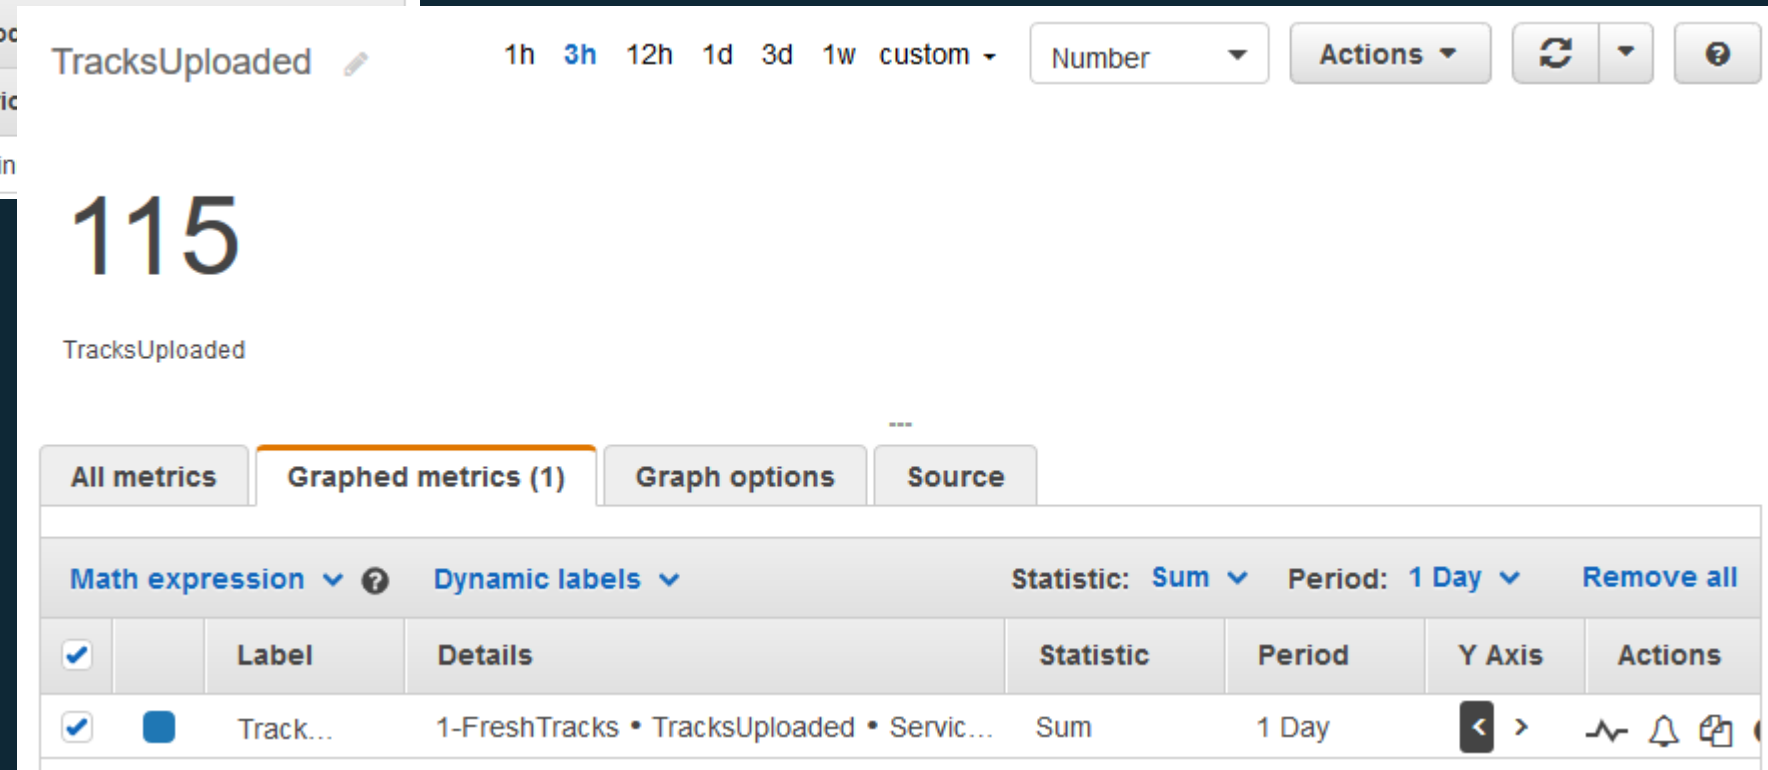 TracksUploaded 1h 3h 12h 1d 3d 1w custom Number Actions
115
TracksUploaded
All metrics Graphed metrics (1) Graph options Source
Math expression Dynamic labels Statistic: Sum Period: 1 Day Remove all
Label Details Statistic Period Y Axis Actions
Track... 1-FreshTracks • TracksUploaded • Servic... Sum 1 Day < >